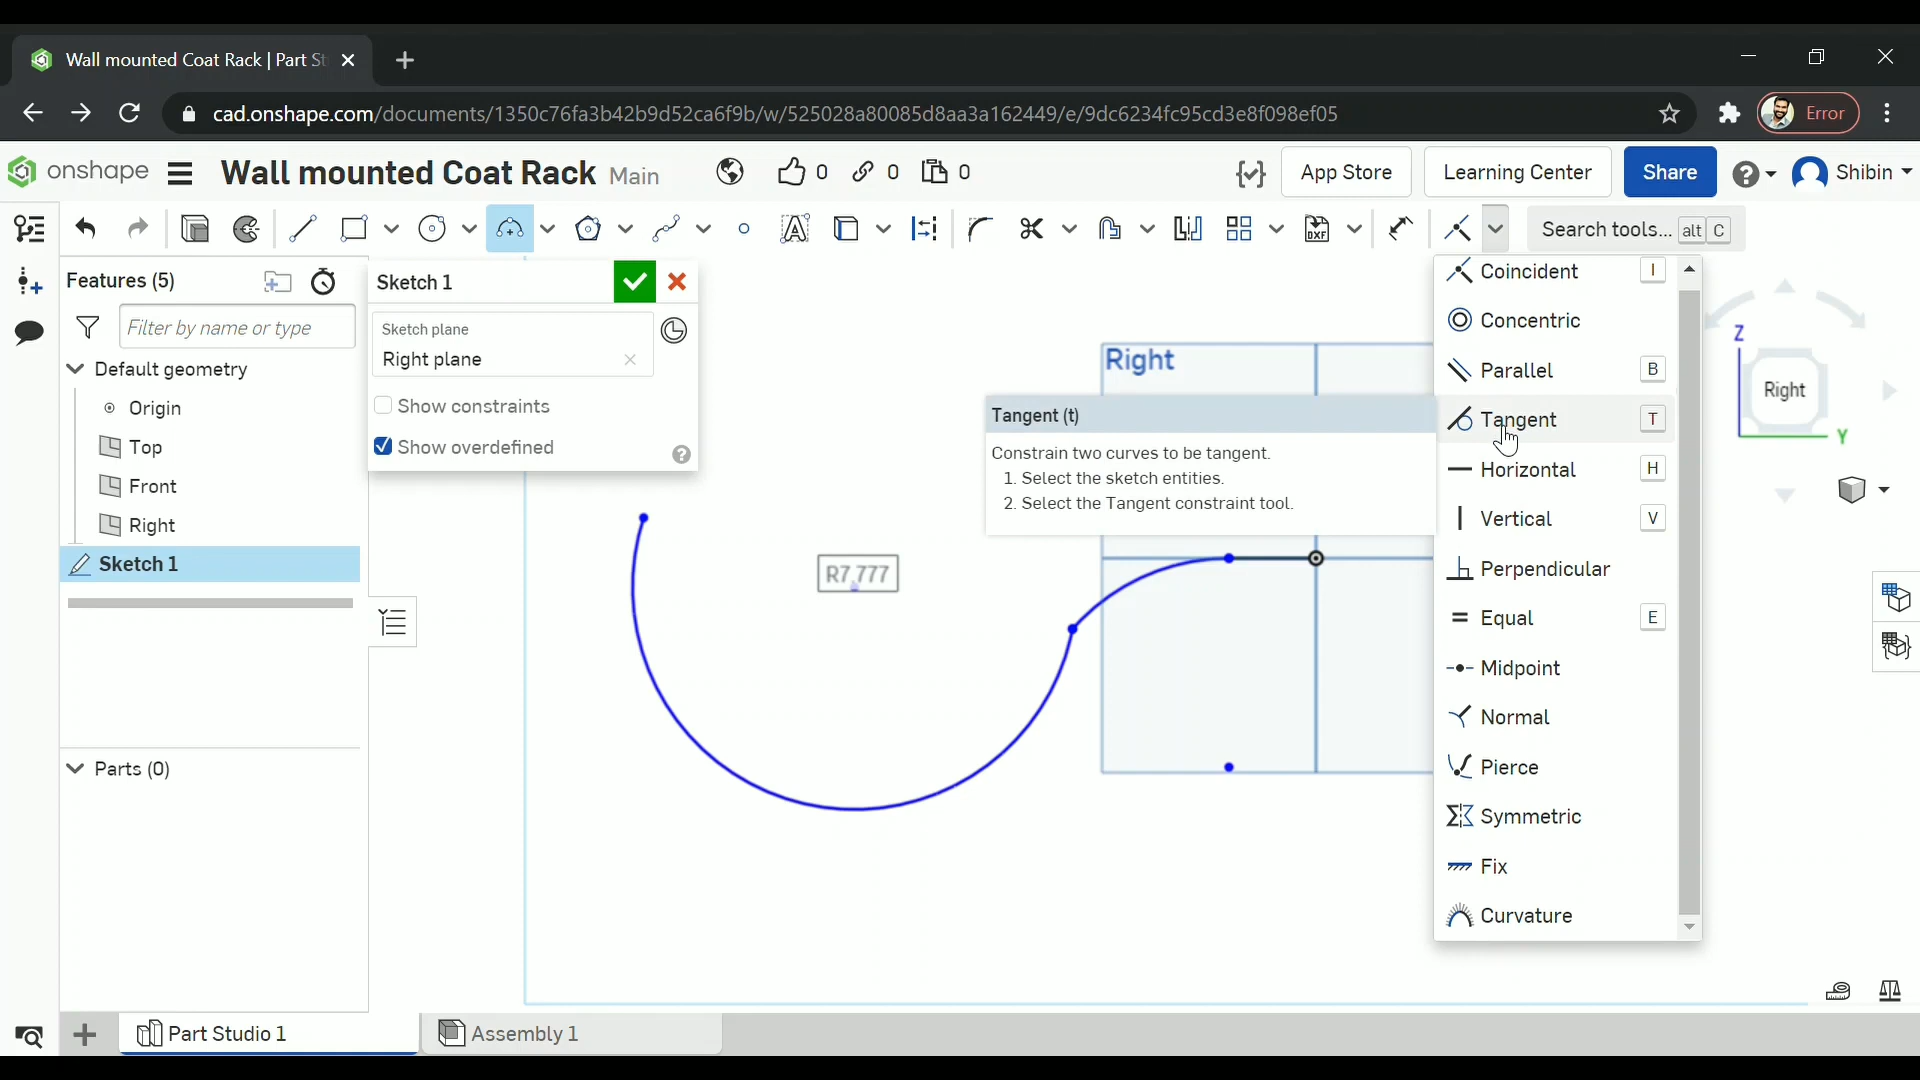 Wall mounted Coat Rack | Part St
cad.onshape.com/documents/1350c76fa3b42b9d52ca6f9b/w/525028a80085d8aa3a162449/e/9dc6234fc95cd3e8f098ef05
Error
onshape
Wall mounted Coat Rack Main
0
0
0
App Store
Learning Center
Share
Shibin
Search tools... alt C
Features (5)
Filter by name or type
Default geometry
Origin
Top
Front
Right
Sketch 1
Parts (0)
Sketch 1
Sketch plane
Right plane
Show constraints
Show overdefined
R7.777
Right
Tangent (t)
Constrain two curves to be tangent.
1. Select the sketch entities.
2. Select the Tangent constraint tool.
Coincident I
Concentric
Parallel B
Tangent T
Horizontal H
Vertical V
Perpendicular
Equal E
Midpoint
Normal
Pierce
Symmetric
Fix
Curvature
Z
Right
Y
Part Studio 1
Assembly 1